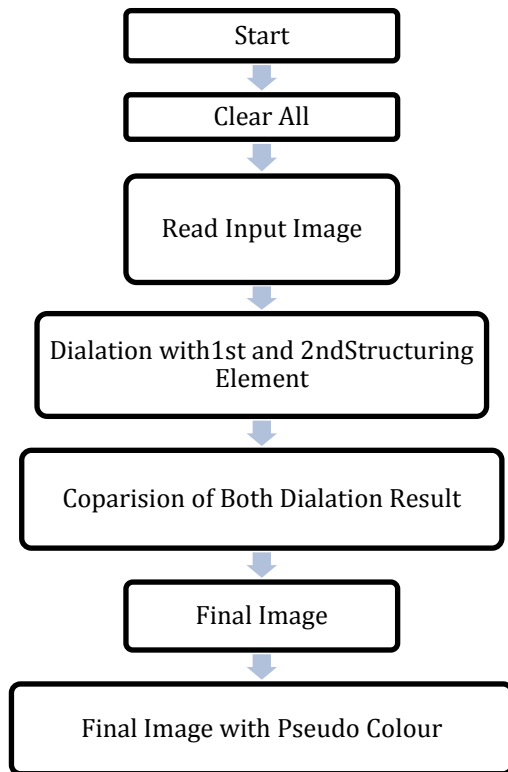 Start
Clear All
Read Input Image
Dialation with1st and 2ndStructuring
Element
Coparision of Both Dialation Result
Final Image
Final Image with Pseudo Colour